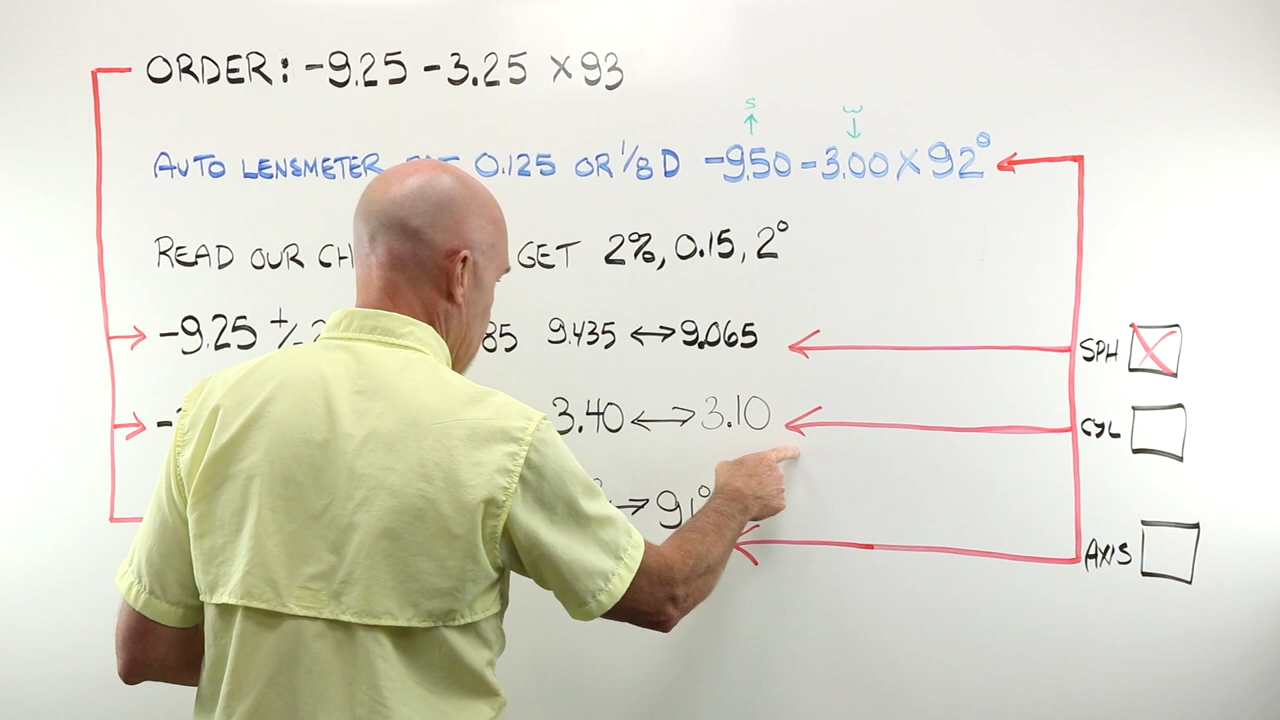 ORDER: -9.25 -3.25 X93
S
W
AUTO LENSMETER 0.125 OR 1/8 D -9.50 -3.00 X 92°
READ OUR GET 2%, 0.15, 2°
-9.25 +/- 85 9.435 ↔ 9.065
SPH X
3.40 ↔ 3.10
CYL
→ 91°
AXIS